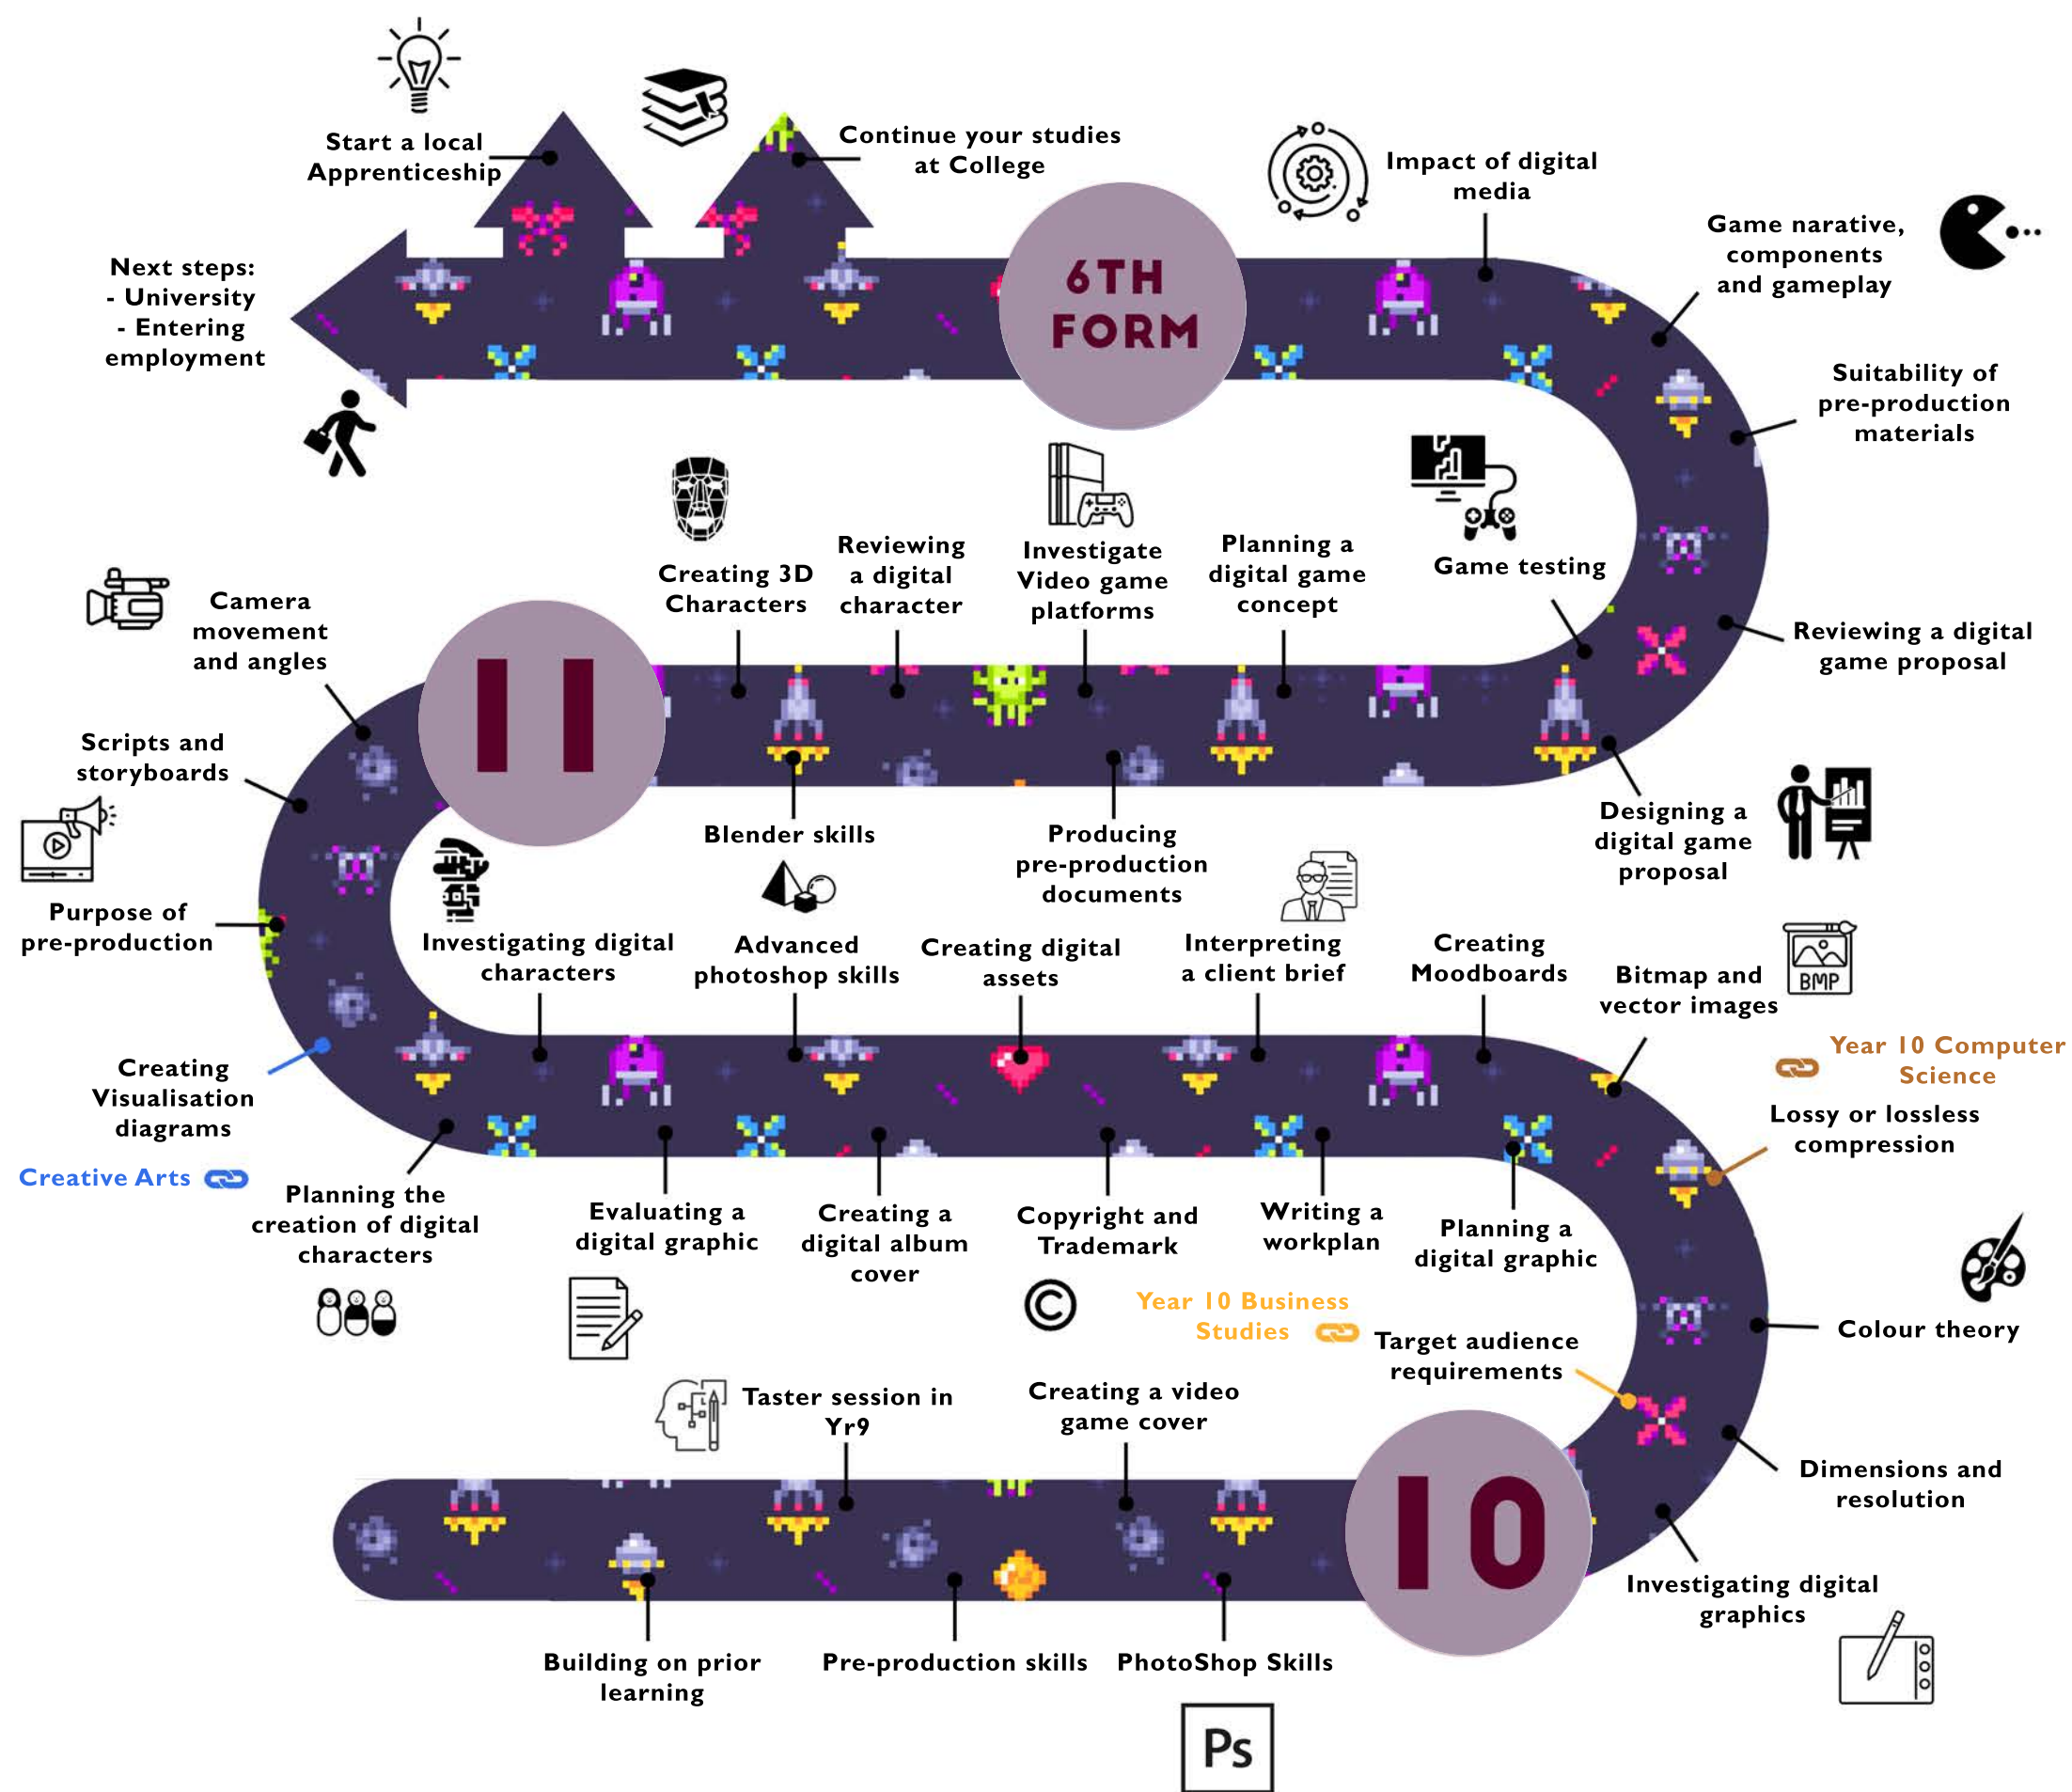 Start a local
Apprenticeship
Continue your studies
at College
Impact of digital
media
Game narative,
components
and gameplay
Next steps:
- University
- Entering
employment
6TH
FORM
Suitability of
pre-production
materials
Camera
movement
and angles
Creating 3D
Characters
Reviewing
a digital
character
Investigate
Video game
platforms
Planning a
digital game
concept
Game testing
Reviewing a digital
game proposal
11
Scripts and
storyboards
Blender skills
Producing
pre-production
documents
Designing a
digital game
proposal
Purpose of
pre-production
Investigating digital
characters
Advanced
photoshop skills
Creating digital
assets
Interpreting
a client brief
Creating
Moodboards
Bitmap and
vector images
BMP
Year 10 Computer
Science
Lossy or lossless
compression
Creating
Visualisation
diagrams
Creative Arts
Planning the
creation of digital
characters
Evaluating a
digital graphic
Creating a
digital album
cover
Copyright and
Trademark
©
Writing a
workplan
Planning a
digital graphic
Year 10 Business
Studies
Target audience
requirements
Colour theory
Taster session in
Yr9
Creating a video
game cover
10
Dimensions and
resolution
Investigating digital
graphics
Building on prior
learning
Pre-production skills
PhotoShop Skills
Ps